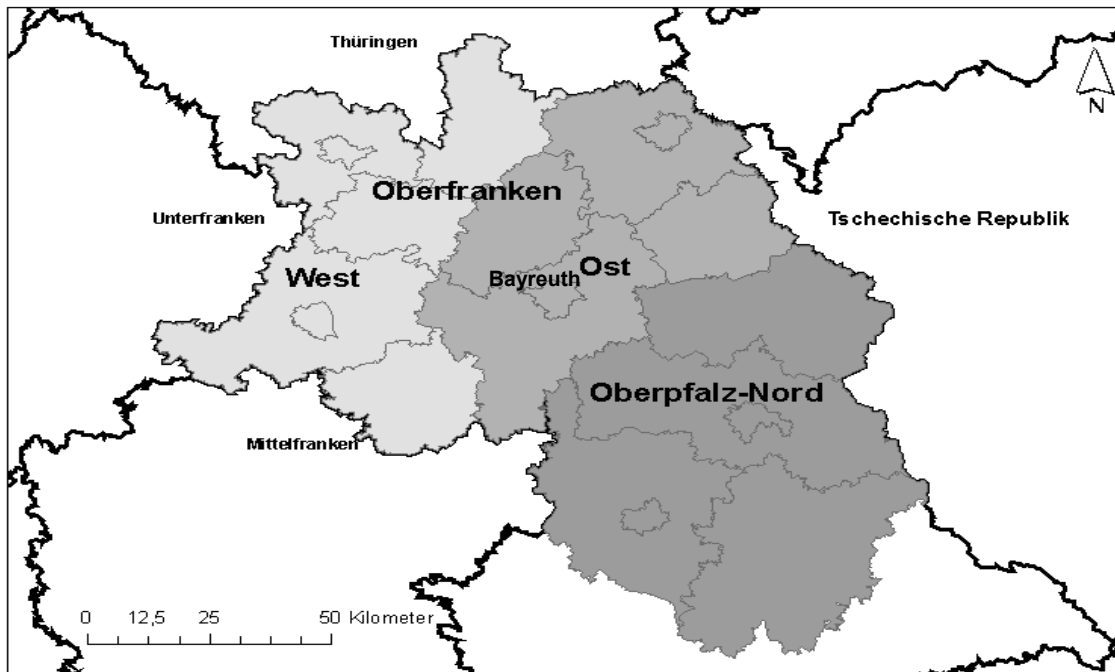 Thüringen
N
Oberfranken
Unterfranken
Tschechische Republik
West
Bayreuth
Ost
Oberpfalz-Nord
Mittelfranken
0 12,5 25 50 Kilometer